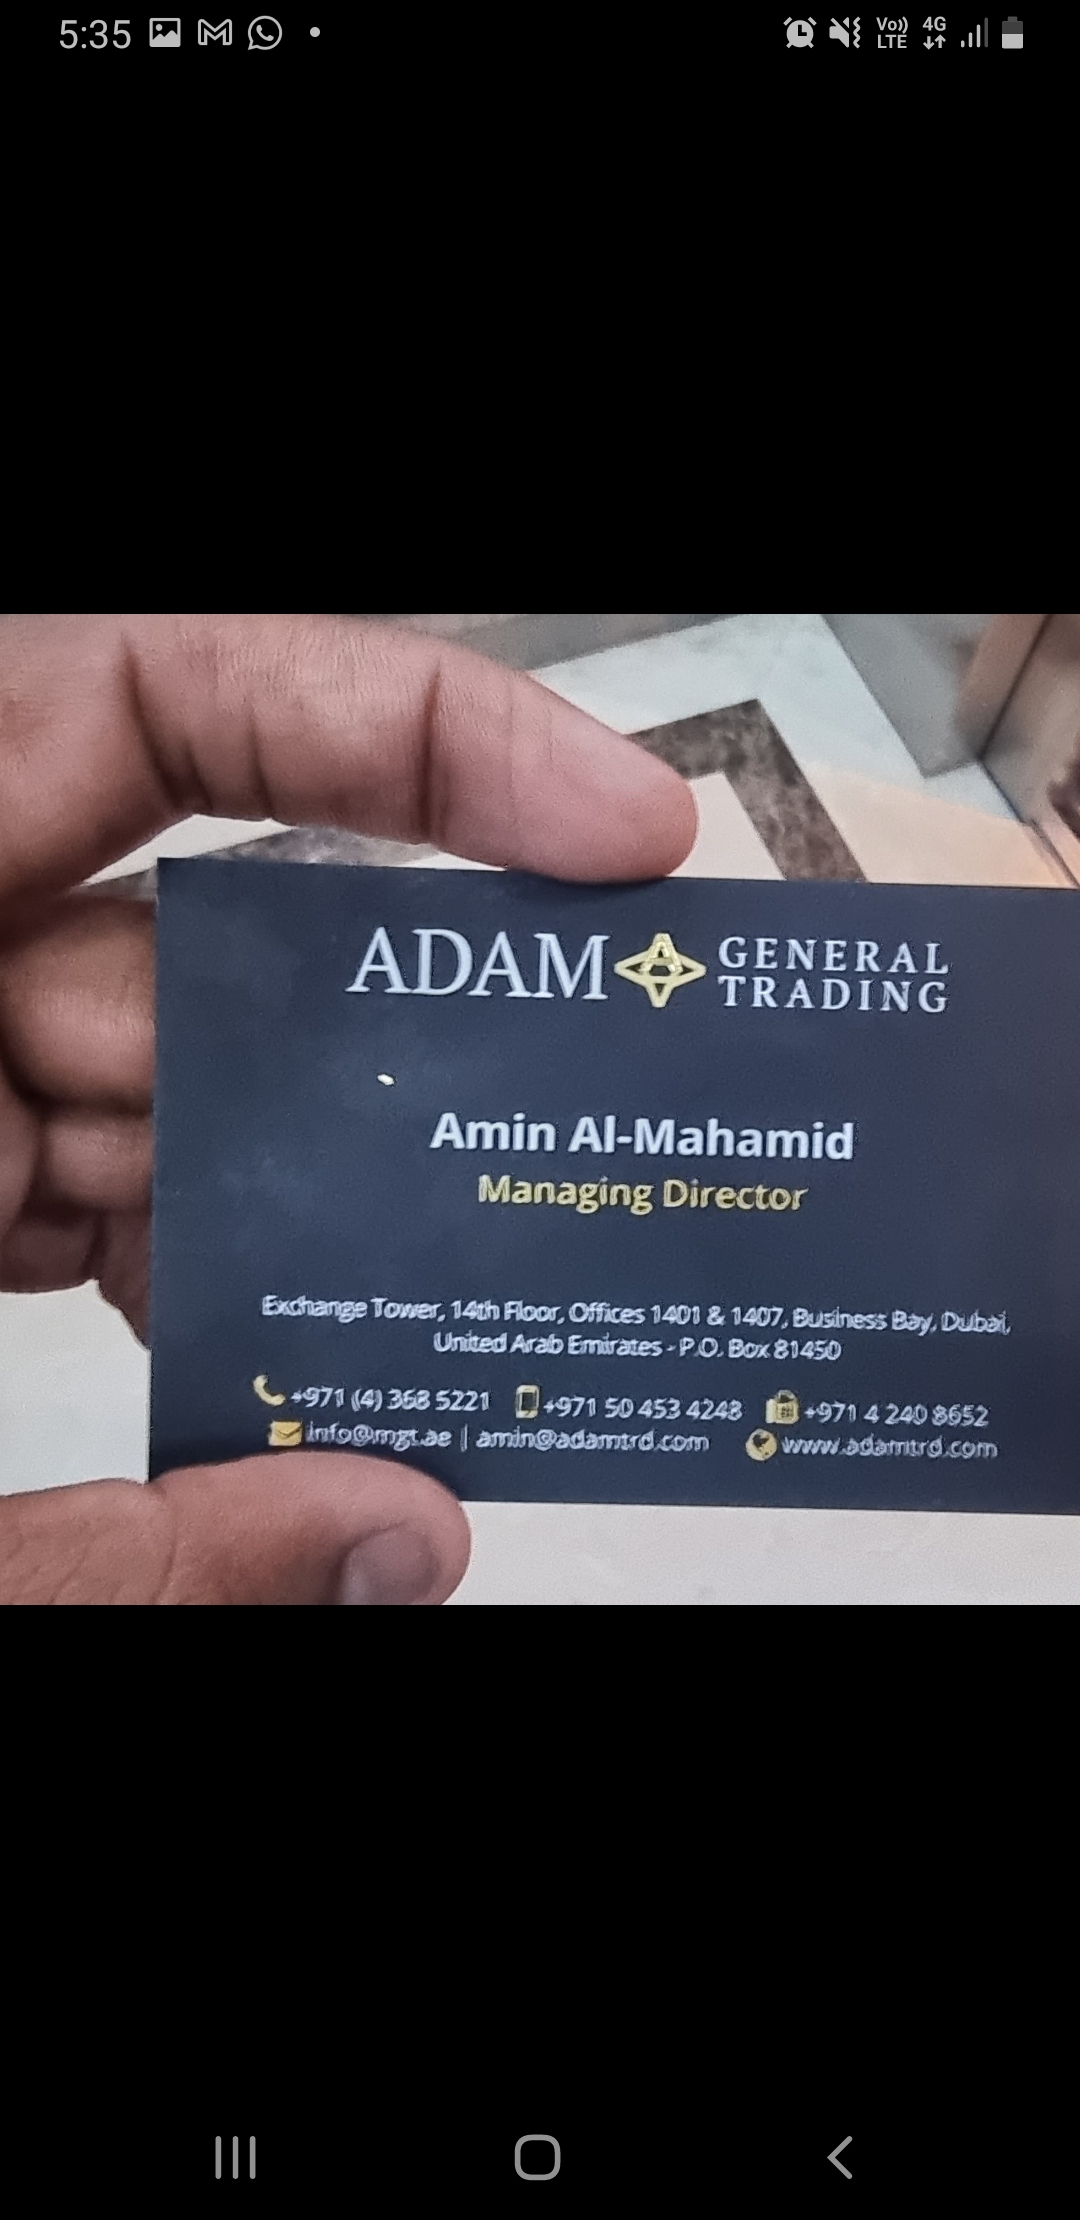 5:35
Vo)) LTE 4G
ADAM A GENERAL TRADING
Amin Al-Mahamid
Managing Director
Exchange Tower, 14th Floor, Offices 1401 & 1407, Business Bay, Dubai,
United Arab Emirates - P.O. Box 81450
+971 (4) 368 5221 +971 50 453 4248 +971 4 240 8652
info@mgt.ae | amin@adamtrd.com www.adamtrd.com